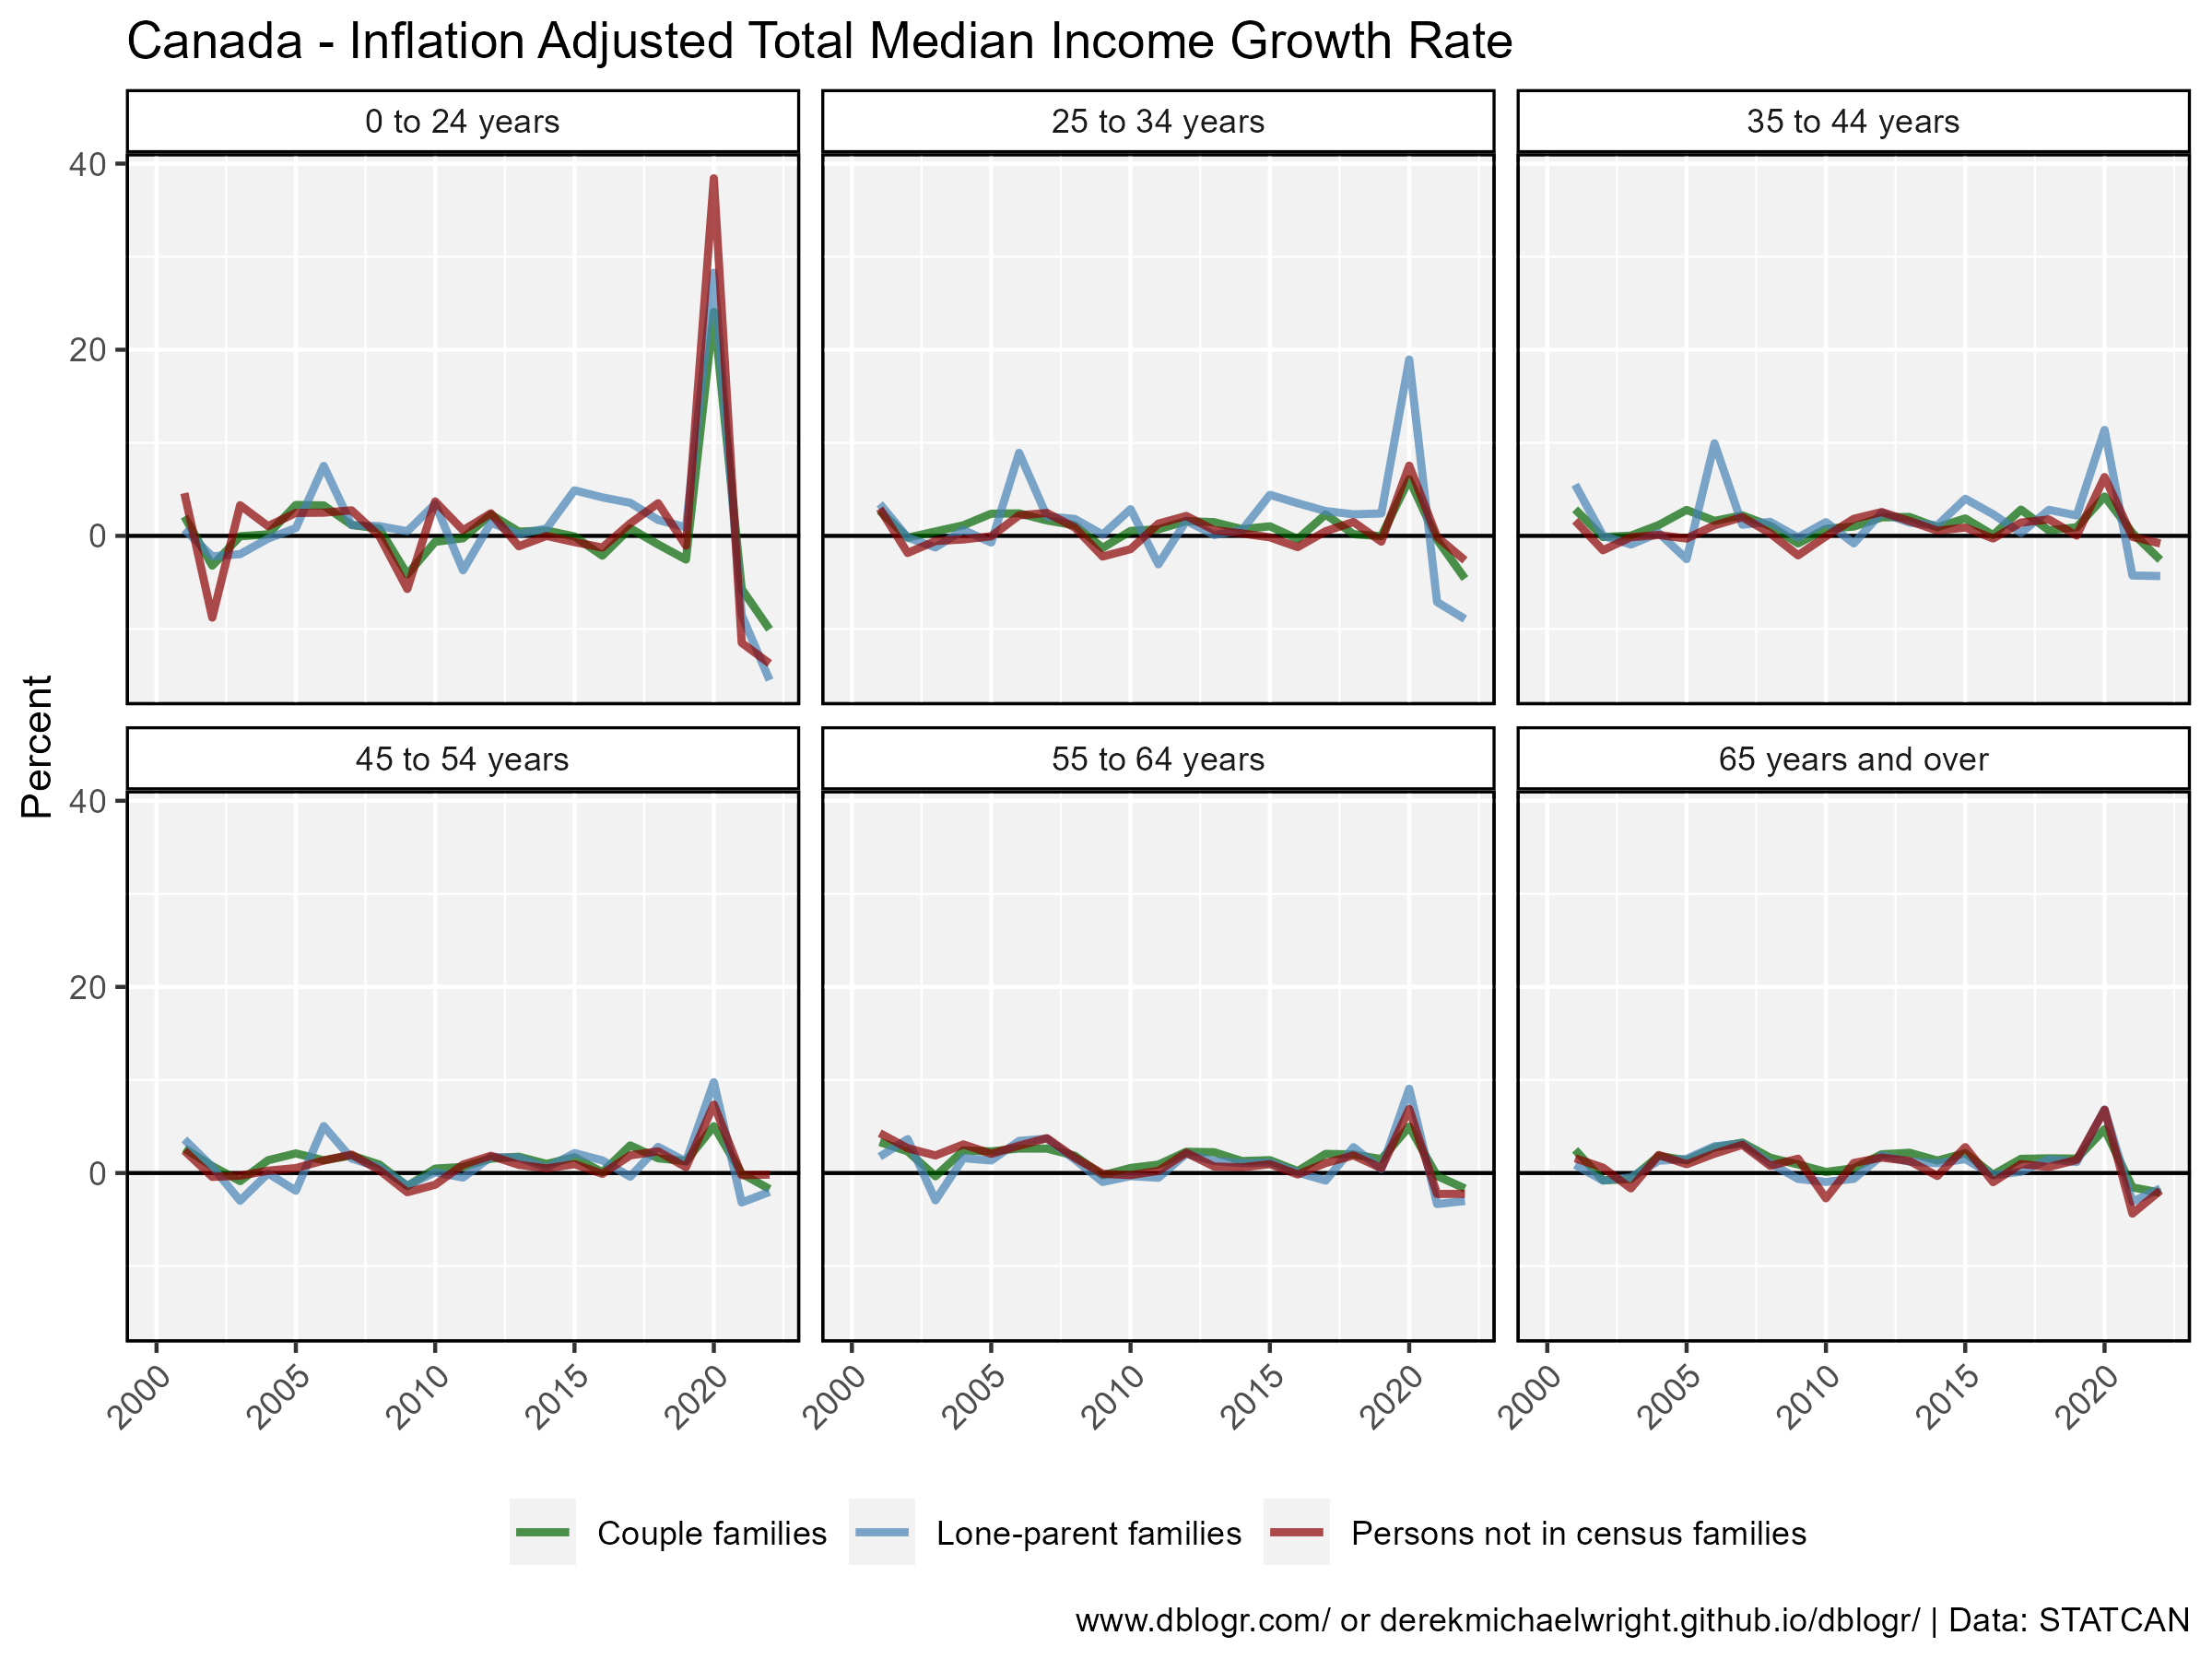 Canada - Inflation Adjusted Total Median Income Growth Rate
0 to 24 years
25 to 34 years
35 to 44 years
40
20
0
Percent
45 to 54 years
55 to 64 years
65 years and over
40
20
0
2000 2005 2010 2015 2020
2000 2005 2010 2015 2020
2000 2005 2010 2015 2020
Couple families
Lone-parent families
Persons not in census families
www.dblogr.com/ or derekmichaelwright.github.io/dblogr/ | Data: STATCAN